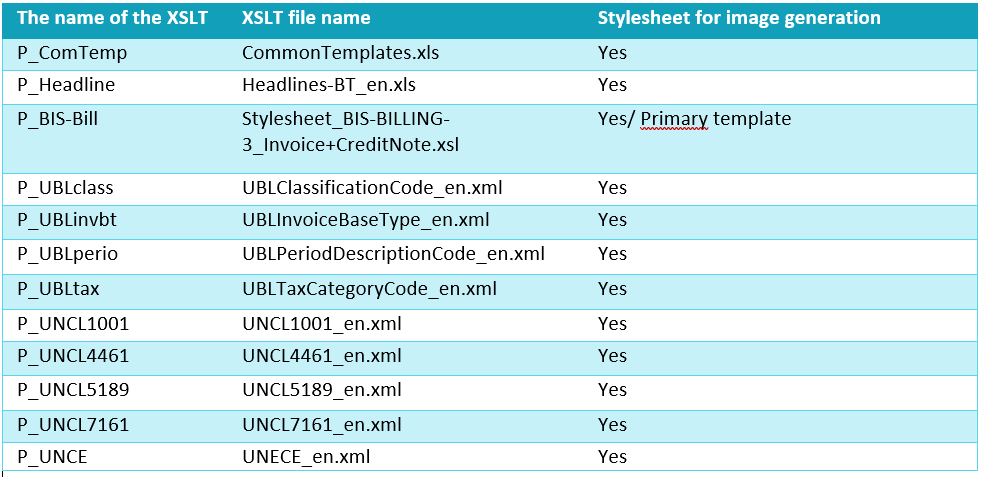 The name of the XSLT XSLT file name Stylesheet for image generation
P_ComTemp CommonTemplates.xls Yes
P_Headline Headlines-BT_en.xls Yes
P_BIS-Bill Stylesheet_BIS-BILLING- Yes/ Primary template
3_Invoice+CreditNote.xsl
P_UBLclass UBLClassificationCode_en.xml Yes
P_UBLinvbt UBLInvoiceBaseType_en.xml Yes
P_UBLperio UBLPeriodDescriptionCode_en.xml Yes
P_UBLtax UBLTaxCategoryCode_en.xml Yes
P_UNCL1001 UNCL1001_en.xml Yes
P_UNCL4461 UNCL4461_en.xml Yes
P_UNCL5189 UNCL5189_en.xml Yes
P_UNCL7161 UNCL7161_en.xml Yes
P_UNCE UNECE_en.xml Yes